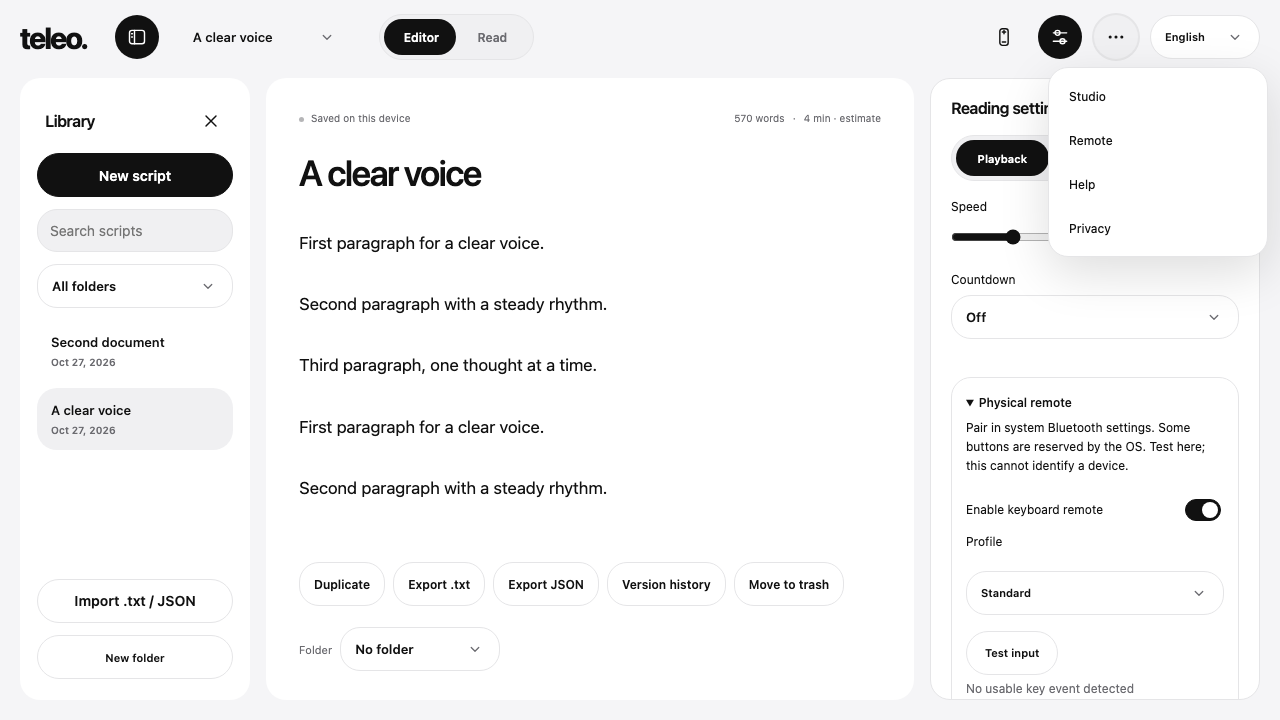 teleo.
A clear voice
Editor
Read
English
Studio
Remote
Help
Privacy
Library
New script
Search scripts
All folders
Second document
Oct 27, 2026
A clear voice
Oct 27, 2026
Import .txt / JSON
New folder
Saved on this device
570 words · 4 min · estimate
A clear voice
First paragraph for a clear voice.
Second paragraph with a steady rhythm.
Third paragraph, one thought at a time.
First paragraph for a clear voice.
Second paragraph with a steady rhythm.
Duplicate
Export .txt
Export JSON
Version history
Move to trash
Folder
No folder
Reading
Playback
Speed
Countdown
Off
Physical remote
Pair in system Bluetooth settings. Some
buttons are reserved by the OS. Test here;
this cannot identify a device.
Enable keyboard remote
Profile
Standard
Test input
No usable key event detected